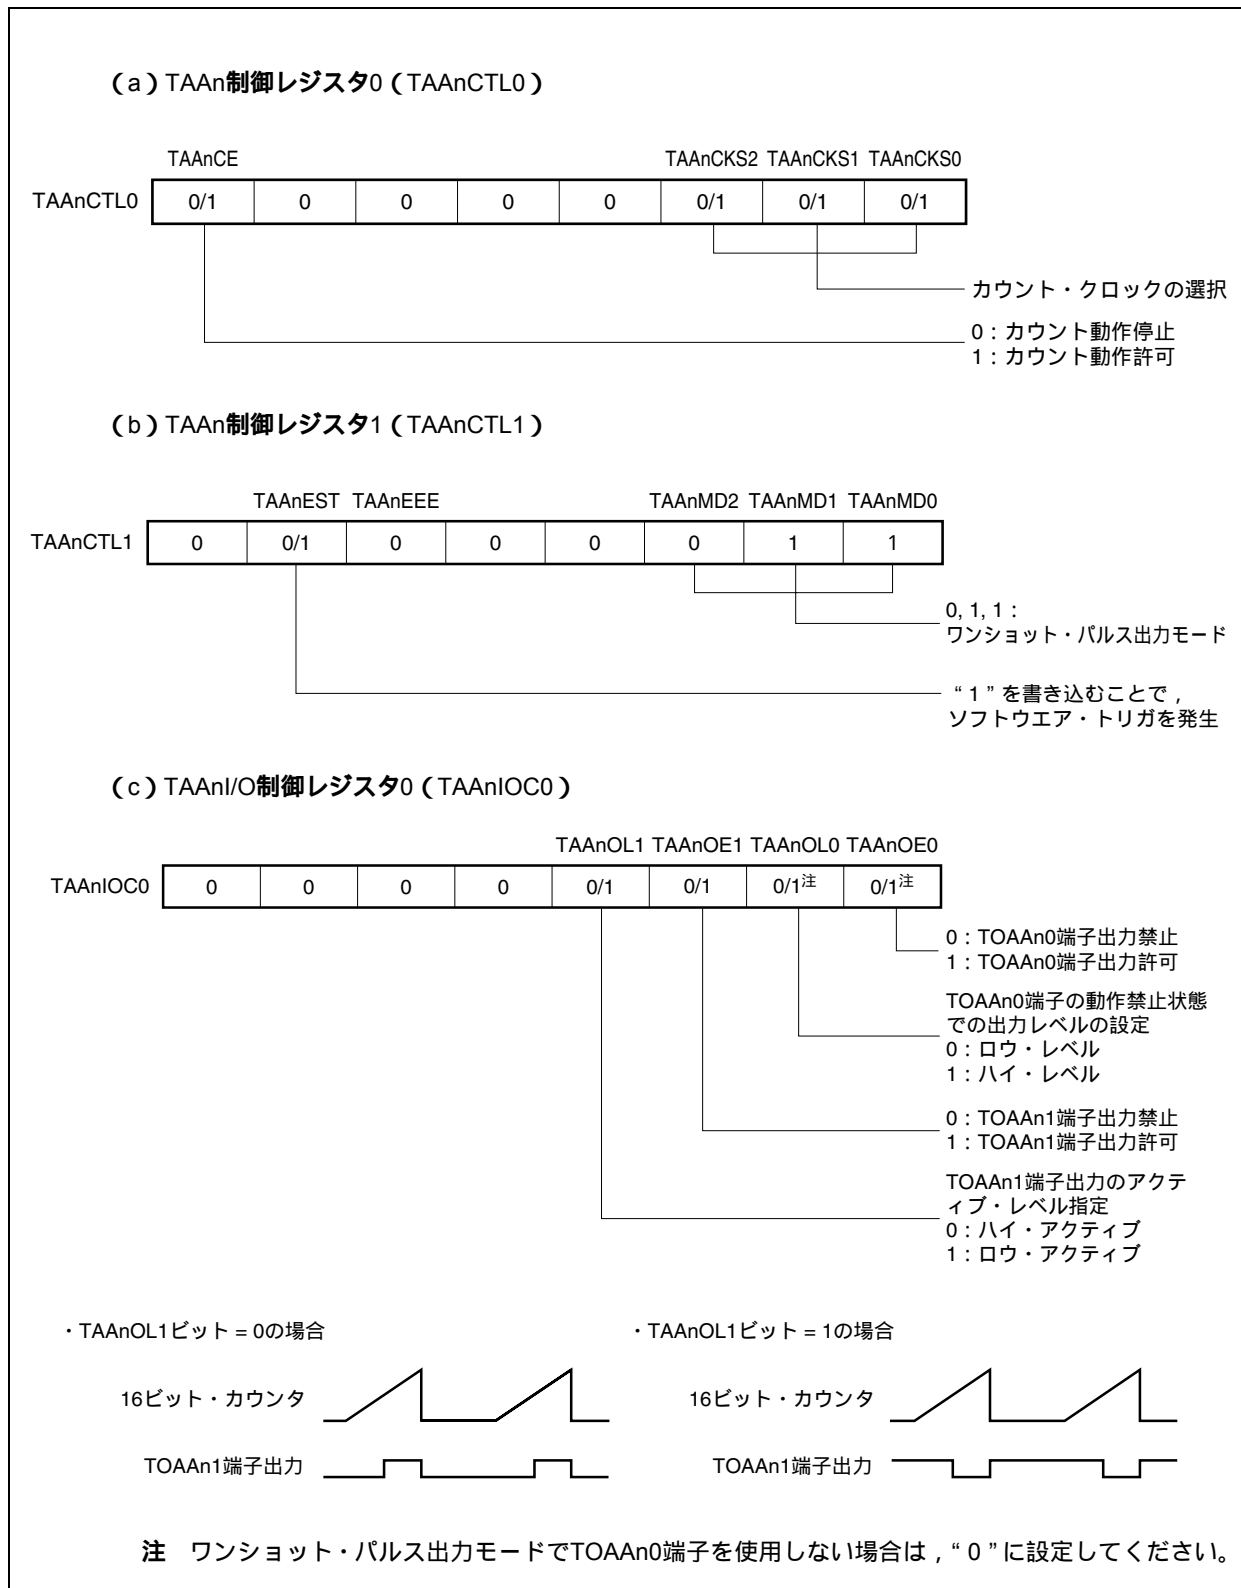 （a）TAAn制御レジスタ0（TAAnCTL0）
TAAnCE TAAnCKS2 TAAnCKS1 TAAnCKS0
TAAnCTL0 0/1 0 0 0 0 0/1 0/1 0/1
カウント・クロックの選択
0：カウント動作停止
1：カウント動作許可
（b）TAAn制御レジスタ1（TAAnCTL1）
TAAnEST TAAnEEE TAAnMD2 TAAnMD1 TAAnMD0
TAAnCTL1 0 0/1 0 0 0 0 1 1
0, 1, 1：
ワンショット・パルス出力モード
“1”を書き込むことで，
ソフトウエア・トリガを発生
（c）TAAnI/O制御レジスタ0（TAAnIOC0）
TAAnOL1 TAAnOE1 TAAnOL0 TAAnOE0
TAAnIOC0 0 0 0 0 0/1 0/1 0/1注 0/1注
0：TOAAn0端子出力禁止
1：TOAAn0端子出力許可
TOAAn0端子の動作禁止状態
での出力レベルの設定
0：ロウ・レベル
1：ハイ・レベル
0：TOAAn1端子出力禁止
1：TOAAn1端子出力許可
TOAAn1端子出力のアクテ
ィブ・レベル指定
0：ハイ・アクティブ
1：ロウ・アクティブ
・TAAnOL1ビット = 0の場合
16ビット・カウンタ
TOAAn1端子出力
・TAAnOL1ビット = 1の場合
16ビット・カウンタ
TOAAn1端子出力
注 ワンショット・パルス出力モードでTOAAn0端子を使用しない場合は，“0”に設定してください。